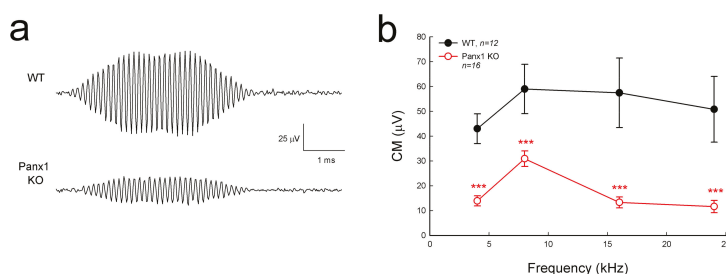 a
WT
25 µV
1 ms
Panx1
KO
b
WT, n=12
Panx1 KO
n=16
CM (µV)
80
70
60
50
40
30
20
10
0
***
***
***
***
0
5
10
15
20
25
Frequency (kHz)